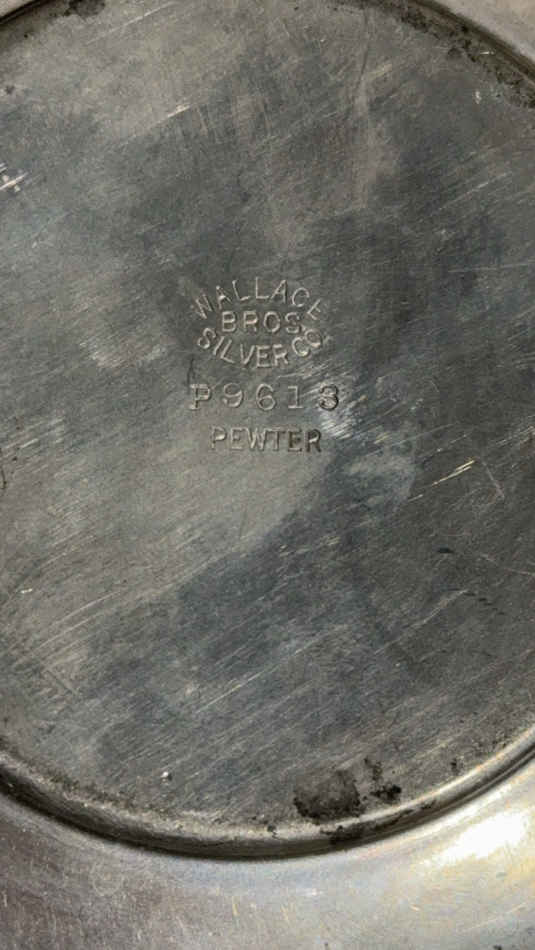 WALLACE
BROS
SILVER CO.
P9613
PEWTER